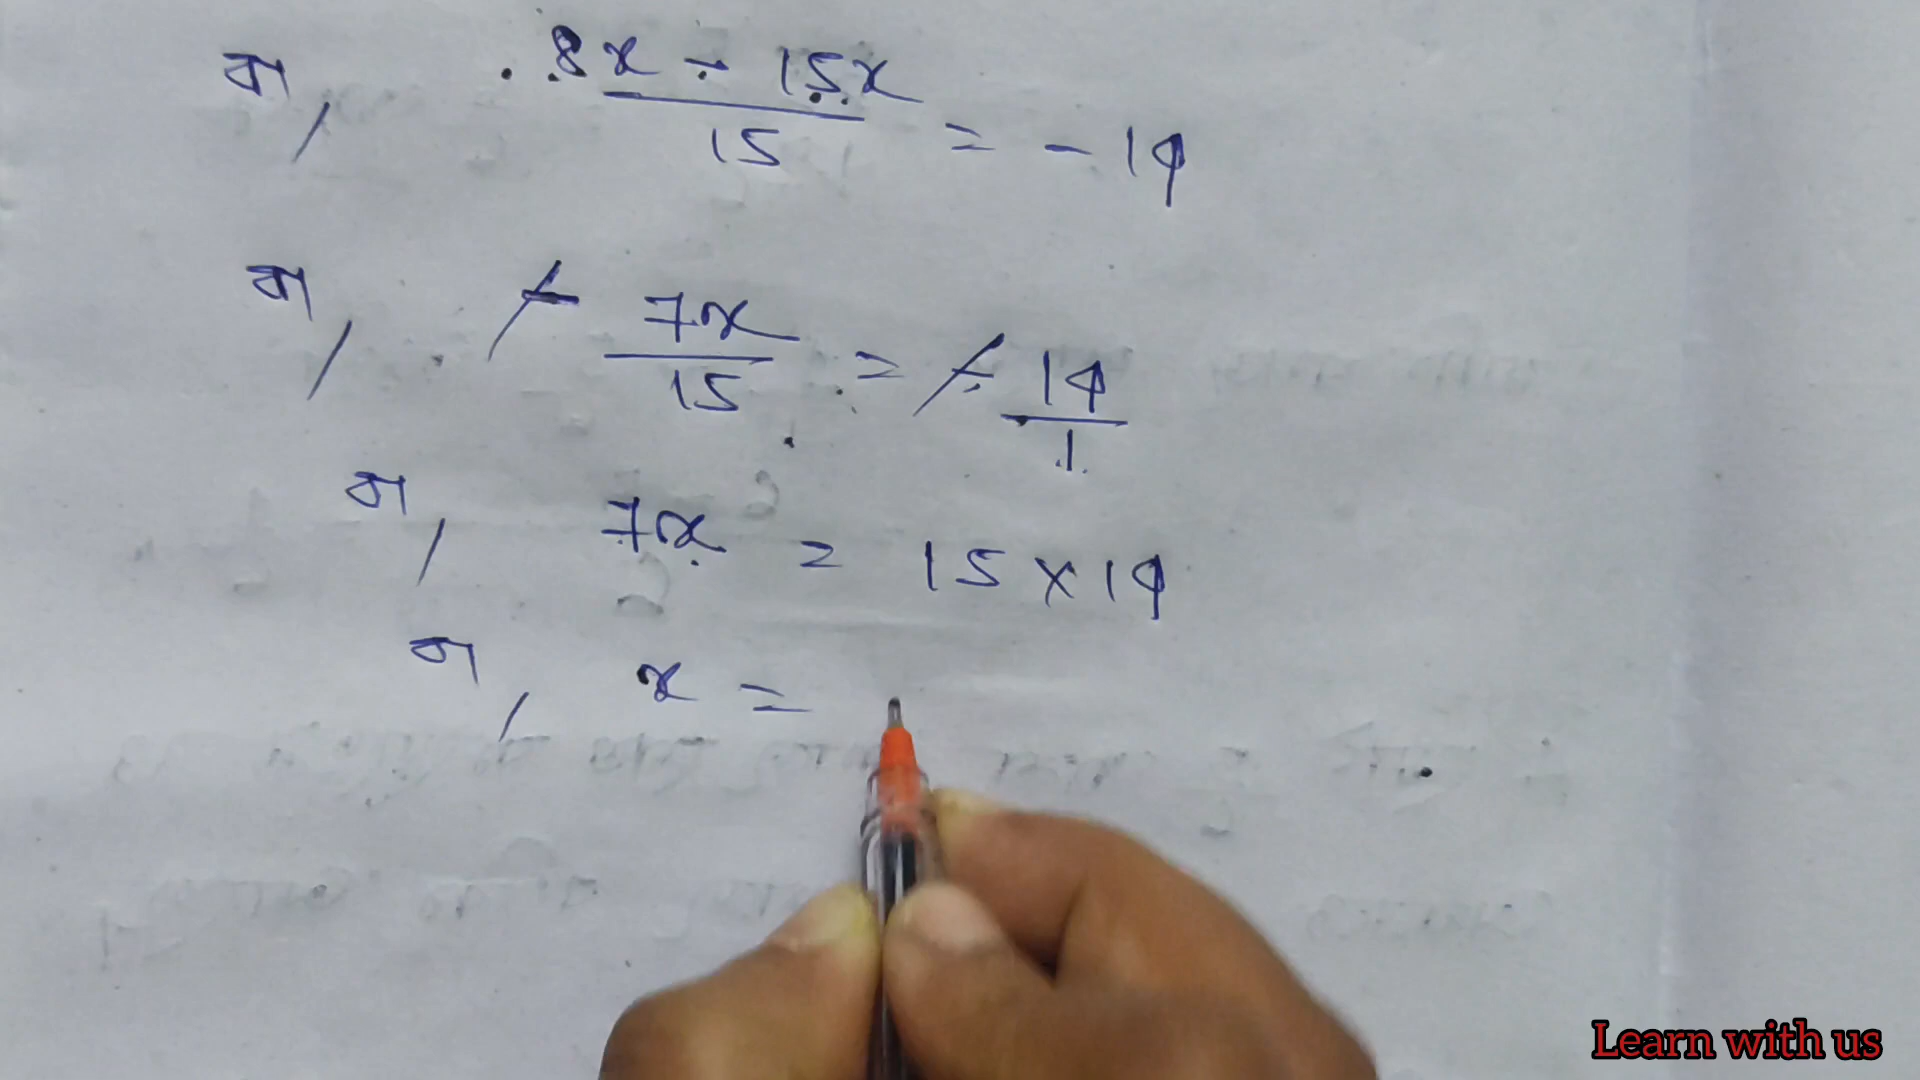 বা, 8x - 15x / 15 = - 14
বা, - 7x / 15 = - 14 / 1
বা, 7x = 15 x 14
বা, x =
Learn with us